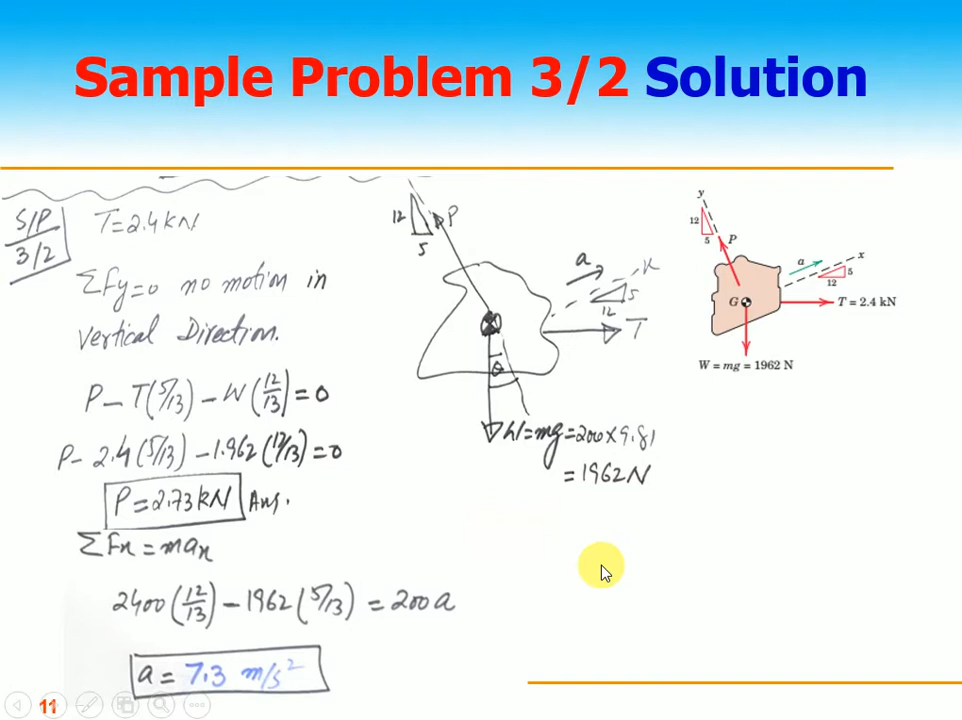 Sample Problem 3/2 Solution
S/P
3/2
T=2.4kN
ΣFy=0 no motion in
vertical Direction.
P - T(5/13) - W(12/13)=0
P- 2.4(5/13) - 1.962(12/13)=0
P=2.73kN Ans.
ΣFx = max
2400(12/13) - 1962(5/13) = 200a
a = 7.3 m/s²
12
5
P
a
x
5
12
T
θ
W=mg=200×9.81
=1962N
y
12
5
P
a
x
5
12
G
T = 2.4 kN
W = mg = 1962 N
11